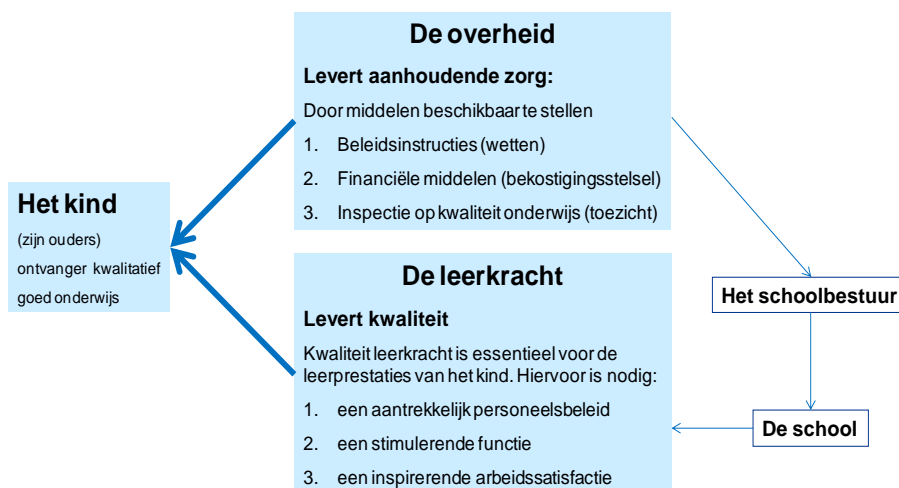 De overheid
Levert aanhoudende zorg:
Door middelen beschikbaar te stellen
1. Beleidsinstructies (wetten)
2. Financiële middelen (bekostigingsstelsel)
3. Inspectie op kwaliteit onderwijs (toezicht)
Het kind
(zijn ouders)
ontvanger kwalitatief
goed onderwijs
De leerkracht
Levert kwaliteit
Kwaliteit leerkracht is essentieel voor de
leerprestaties van het kind. Hiervoor is nodig:
1. een aantrekkelijk personeelsbeleid
2. een stimulerende functie
3. een inspirerende arbeidssatisfactie
Het schoolbestuur
De school